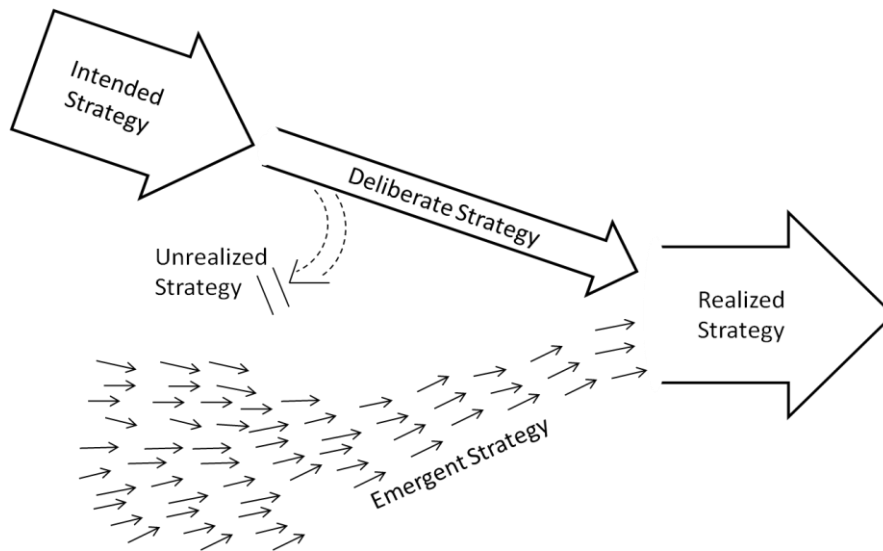 Intended
Strategy
Deliberate Strategy
Unrealized
Strategy
Realized
Strategy
Emergent Strategy